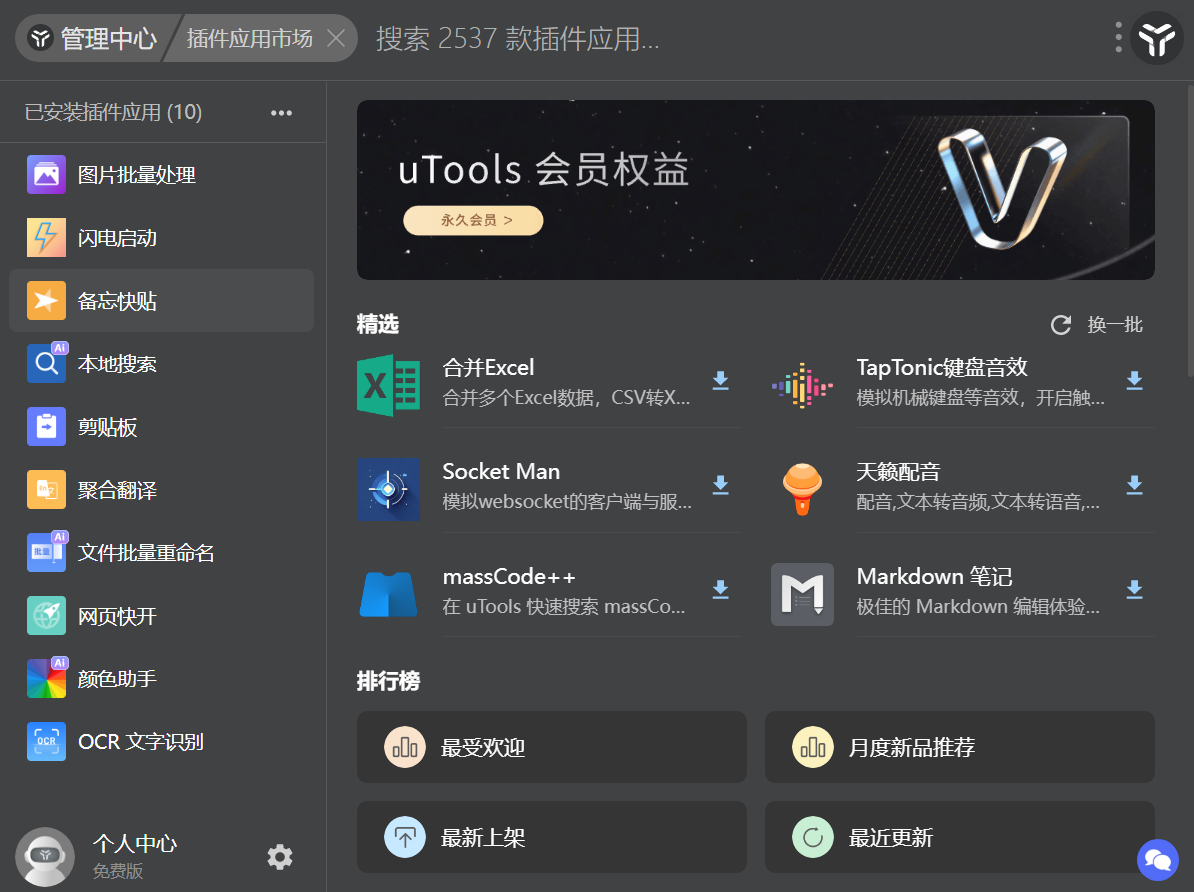 管理中心
插件应用市场
搜索 2537 款插件应用...
已安装插件应用 (10)
图片批量处理
闪电启动
备忘快贴
Ai
本地搜索
剪贴板
聚合翻译
Ai
批量
文件批量重命名
网页快开
Ai
颜色助手
OCR
OCR 文字识别
个人中心
免费版
uTools 会员权益
永久会员 >
精选
换一批
合并Excel
合并多个Excel数据，CSV转X...
TapTonic键盘音效
模拟机械键盘等音效，开启触...
Socket Man
模拟websocket的客户端与服...
天籁配音
配音,文本转音频,文本转语音,...
massCode++
在 uTools 快速搜索 massCo...
Markdown 笔记
极佳的 Markdown 编辑体验...
排行榜
最受欢迎
月度新品推荐
最新上架
最近更新